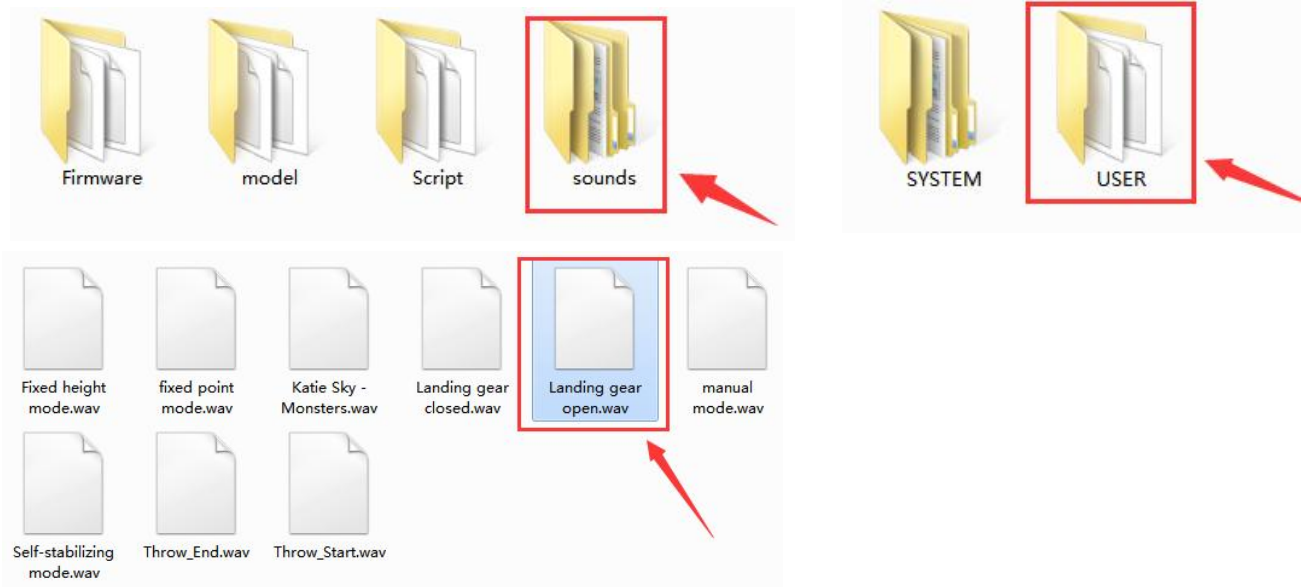 Firmware
model
Script
sounds
SYSTEM
USER
Fixed height
mode.wav
fixed point
mode.wav
Katie Sky -
Monsters.wav
Landing gear
closed.wav
Landing gear
open.wav
manual
mode.wav
Self-stabilizing
mode.wav
Throw_End.wav
Throw_Start.wav